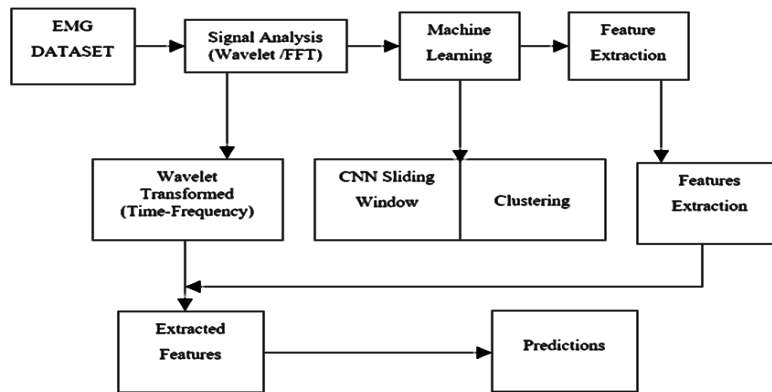 EMG
DATASET
Signal Analysis
(Wavelet /FFT)
Machine
Learning
Feature
Extraction
Wavelet
Transformed
(Time-Frequency)
CNN Sliding
Window
Clustering
Features
Extraction
Extracted
Features
Predictions